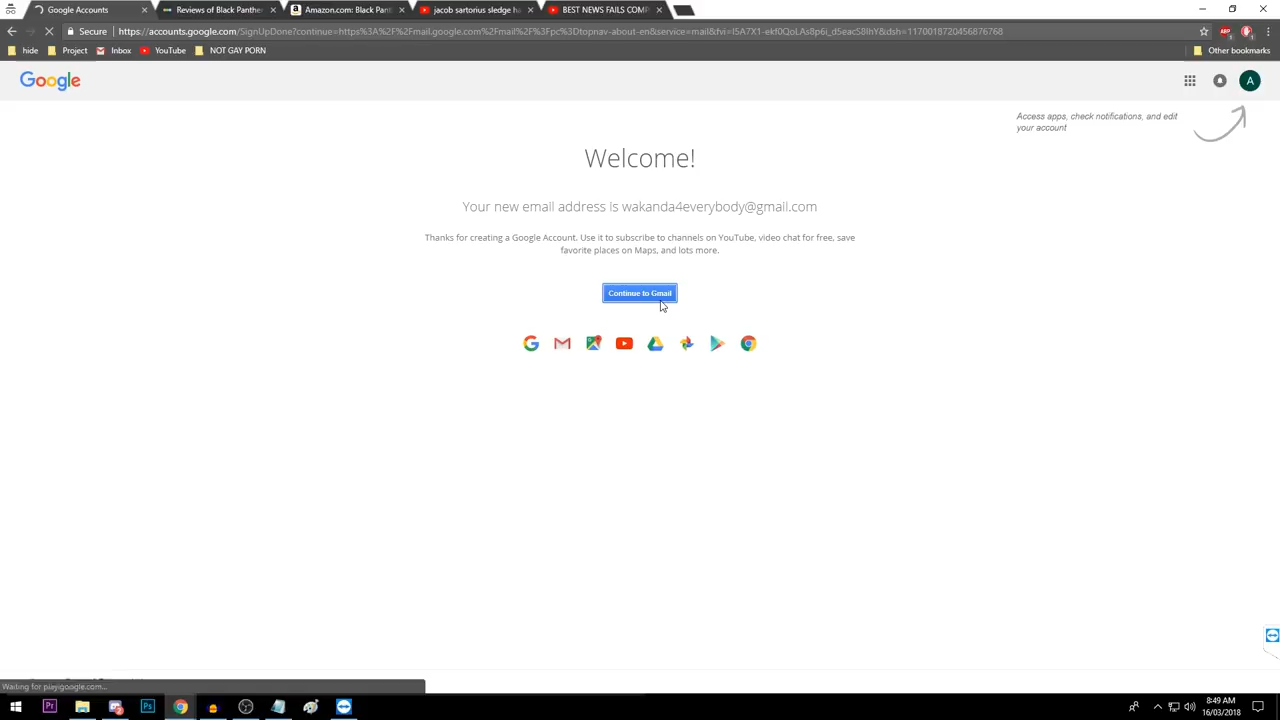 Google Accounts
Reviews of Black Panther
Amazon.com: Black Pant
jacob sartorius sledge ha
BEST NEWS FAILS COMP
Secure
https://accounts.google.com/SignUpDone?continue=https%3A%2F%2Fmail.google.com%2Fmail%2F%3Fpc%3Dtopnav-about-en&service=mail&hvi=
hide
Project
Inbox
YouTube
NOT GAY PORN
Other bookmarks
Google
A
Access apps, check notifications, and edit
your account
Welcome!
Your new email address is wakanda4everybody@gmail.com
Thanks for creating a Google Account. Use it to subscribe to channels on YouTube, video chat for free, save
favorite places on Maps, and lots more.
Continue to Gmail
Waiting for play.google.com...
Pr
Ps
8:49 AM
16/03/2018